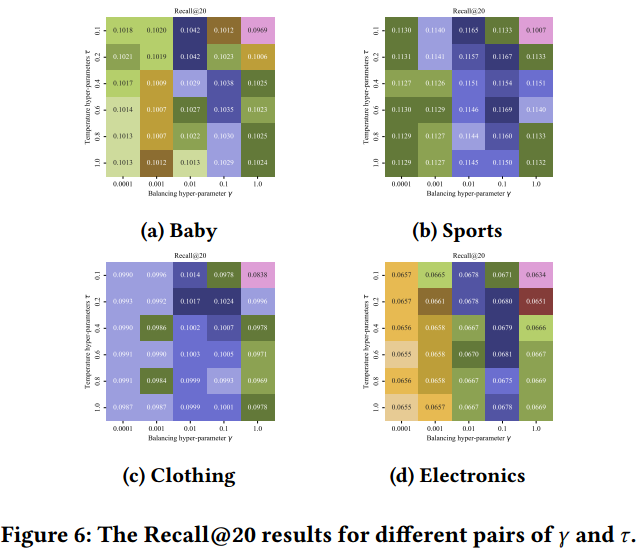 Recall@20
Temperature hyper-parameters τ
0.1 0.1018 0.1020 0.1042 0.1012 0.0969
0.2 0.1021 0.1019 0.1042 0.1023 0.1006
0.4 0.1017 0.1009 0.1029 0.1038 0.1025
0.6 0.1014 0.1007 0.1027 0.1035 0.1023
0.8 0.1013 0.1007 0.1022 0.1030 0.1025
1.0 0.1013 0.1012 0.1013 0.1029 0.1024
0.0001 0.001 0.01 0.1 1.0
Balancing hyper-parameter γ
(a) Baby
Recall@20
Temperature hyper-parameters τ
0.1 0.1130 0.1140 0.1165 0.1133 0.1007
0.2 0.1131 0.1141 0.1157 0.1167 0.1133
0.4 0.1127 0.1126 0.1151 0.1154 0.1151
0.6 0.1130 0.1129 0.1144 0.1169 0.1140
0.8 0.1129 0.1127 0.1144 0.1160 0.1133
1.0 0.1129 0.1127 0.1145 0.1150 0.1132
0.0001 0.001 0.01 0.1 1.0
Balancing hyper-parameter γ
(b) Sports
Recall@20
Temperature hyper-parameters τ
0.1 0.0990 0.0996 0.1014 0.0978 0.0838
0.2 0.0993 0.0992 0.1017 0.1024 0.0996
0.4 0.0990 0.0986 0.1002 0.1007 0.0978
0.6 0.0991 0.0990 0.1003 0.1005 0.0971
0.8 0.0991 0.0984 0.0999 0.0993 0.0969
1.0 0.0987 0.0987 0.0999 0.1001 0.0978
0.0001 0.001 0.01 0.1 1.0
Balancing hyper-parameter γ
(c) Clothing
Recall@20
Temperature hyper-parameters τ
0.1 0.0657 0.0665 0.0678 0.0671 0.0634
0.2 0.0657 0.0661 0.0678 0.0680 0.0651
0.4 0.0656 0.0658 0.0667 0.0679 0.0666
0.6 0.0655 0.0658 0.0670 0.0681 0.0667
0.8 0.0656 0.0658 0.0667 0.0675 0.0669
1.0 0.0655 0.0657 0.0667 0.0678 0.0669
0.0001 0.001 0.01 0.1 1.0
Balancing hyper-parameter γ
(d) Electronics
Figure 6: The Recall@20 results for different pairs of γ and τ.